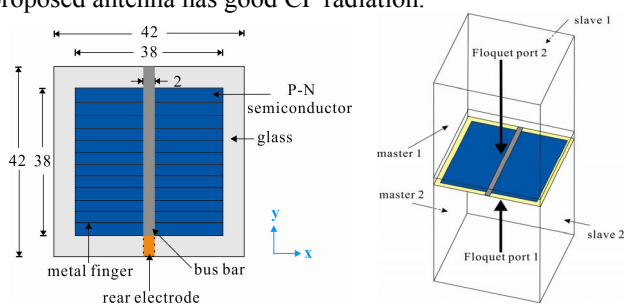 proposed antenna has good CP radiation.
42
38
2
P-N
semiconductor
glass
42
38
metal finger
bus bar
rear electrode
y
x
slave 1
Floquet port 2
master 1
master 2
slave 2
Floquet port 1